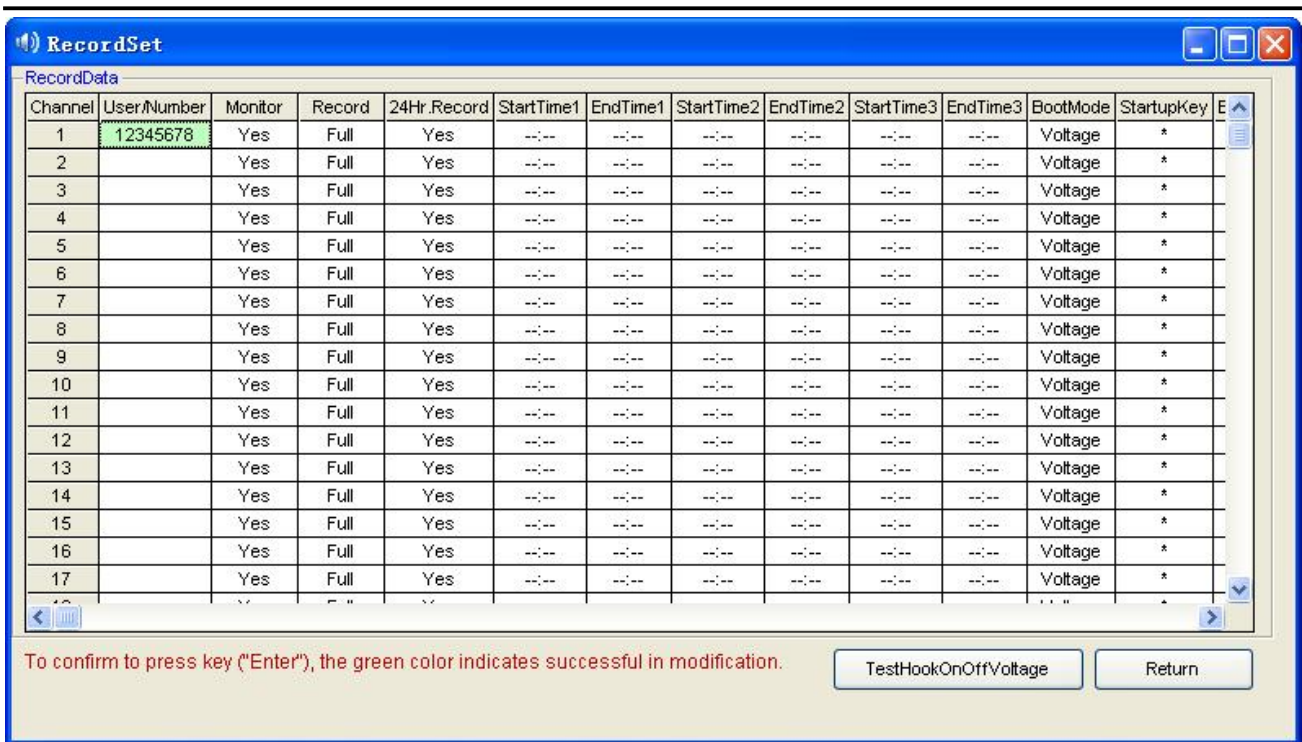 RecordSet
RecordData
Channel User/Number Monitor Record 24Hr.Record StartTime1 EndTime1 StartTime2 EndTime2 StartTime3 EndTime3 BootMode StartupKey E
1 12345678 Yes Full Yes --:-- --:-- --:-- --:-- --:-- --:-- Voltage *
2 Yes Full Yes --:-- --:-- --:-- --:-- --:-- --:-- Voltage *
3 Yes Full Yes --:-- --:-- --:-- --:-- --:-- --:-- Voltage *
4 Yes Full Yes --:-- --:-- --:-- --:-- --:-- --:-- Voltage *
5 Yes Full Yes --:-- --:-- --:-- --:-- --:-- --:-- Voltage *
6 Yes Full Yes --:-- --:-- --:-- --:-- --:-- --:-- Voltage *
7 Yes Full Yes --:-- --:-- --:-- --:-- --:-- --:-- Voltage *
8 Yes Full Yes --:-- --:-- --:-- --:-- --:-- --:-- Voltage *
9 Yes Full Yes --:-- --:-- --:-- --:-- --:-- --:-- Voltage *
10 Yes Full Yes --:-- --:-- --:-- --:-- --:-- --:-- Voltage *
11 Yes Full Yes --:-- --:-- --:-- --:-- --:-- --:-- Voltage *
12 Yes Full Yes --:-- --:-- --:-- --:-- --:-- --:-- Voltage *
13 Yes Full Yes --:-- --:-- --:-- --:-- --:-- --:-- Voltage *
14 Yes Full Yes --:-- --:-- --:-- --:-- --:-- --:-- Voltage *
15 Yes Full Yes --:-- --:-- --:-- --:-- --:-- --:-- Voltage *
16 Yes Full Yes --:-- --:-- --:-- --:-- --:-- --:-- Voltage *
17 Yes Full Yes --:-- --:-- --:-- --:-- --:-- --:-- Voltage *
To confirm to press key ("Enter"), the green color indicates successful in modification.
TestHookOnOffVoltage
Return